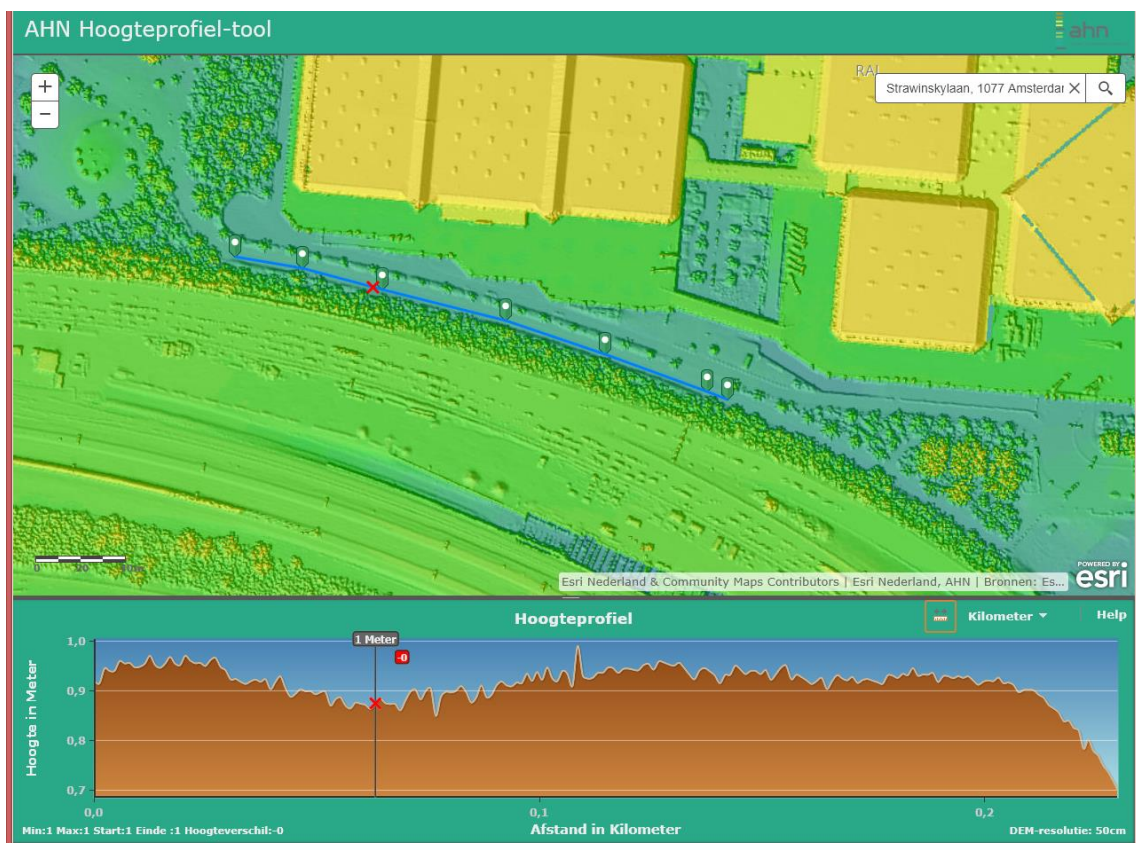 AHN Hoogteprofiel-tool
ahn
+
RAI
Strawinskylaan, 1077 Amsterdar
−
Esri Nederland & Community Maps Contributors | Esri Nederland, AHN | Bronnen: Es...
POWERED BY
esri
Hoogteprofiel
Kilometer
Help
1 Meter
-0
Hoogte in Meter
1,0
0,9
0,8
0,7
0,0
0,1
0,2
Min:1 Max:1 Start:1 Einde :1 Hoogteverschil:-0
Afstand in Kilometer
DEM-resolutie: 50cm